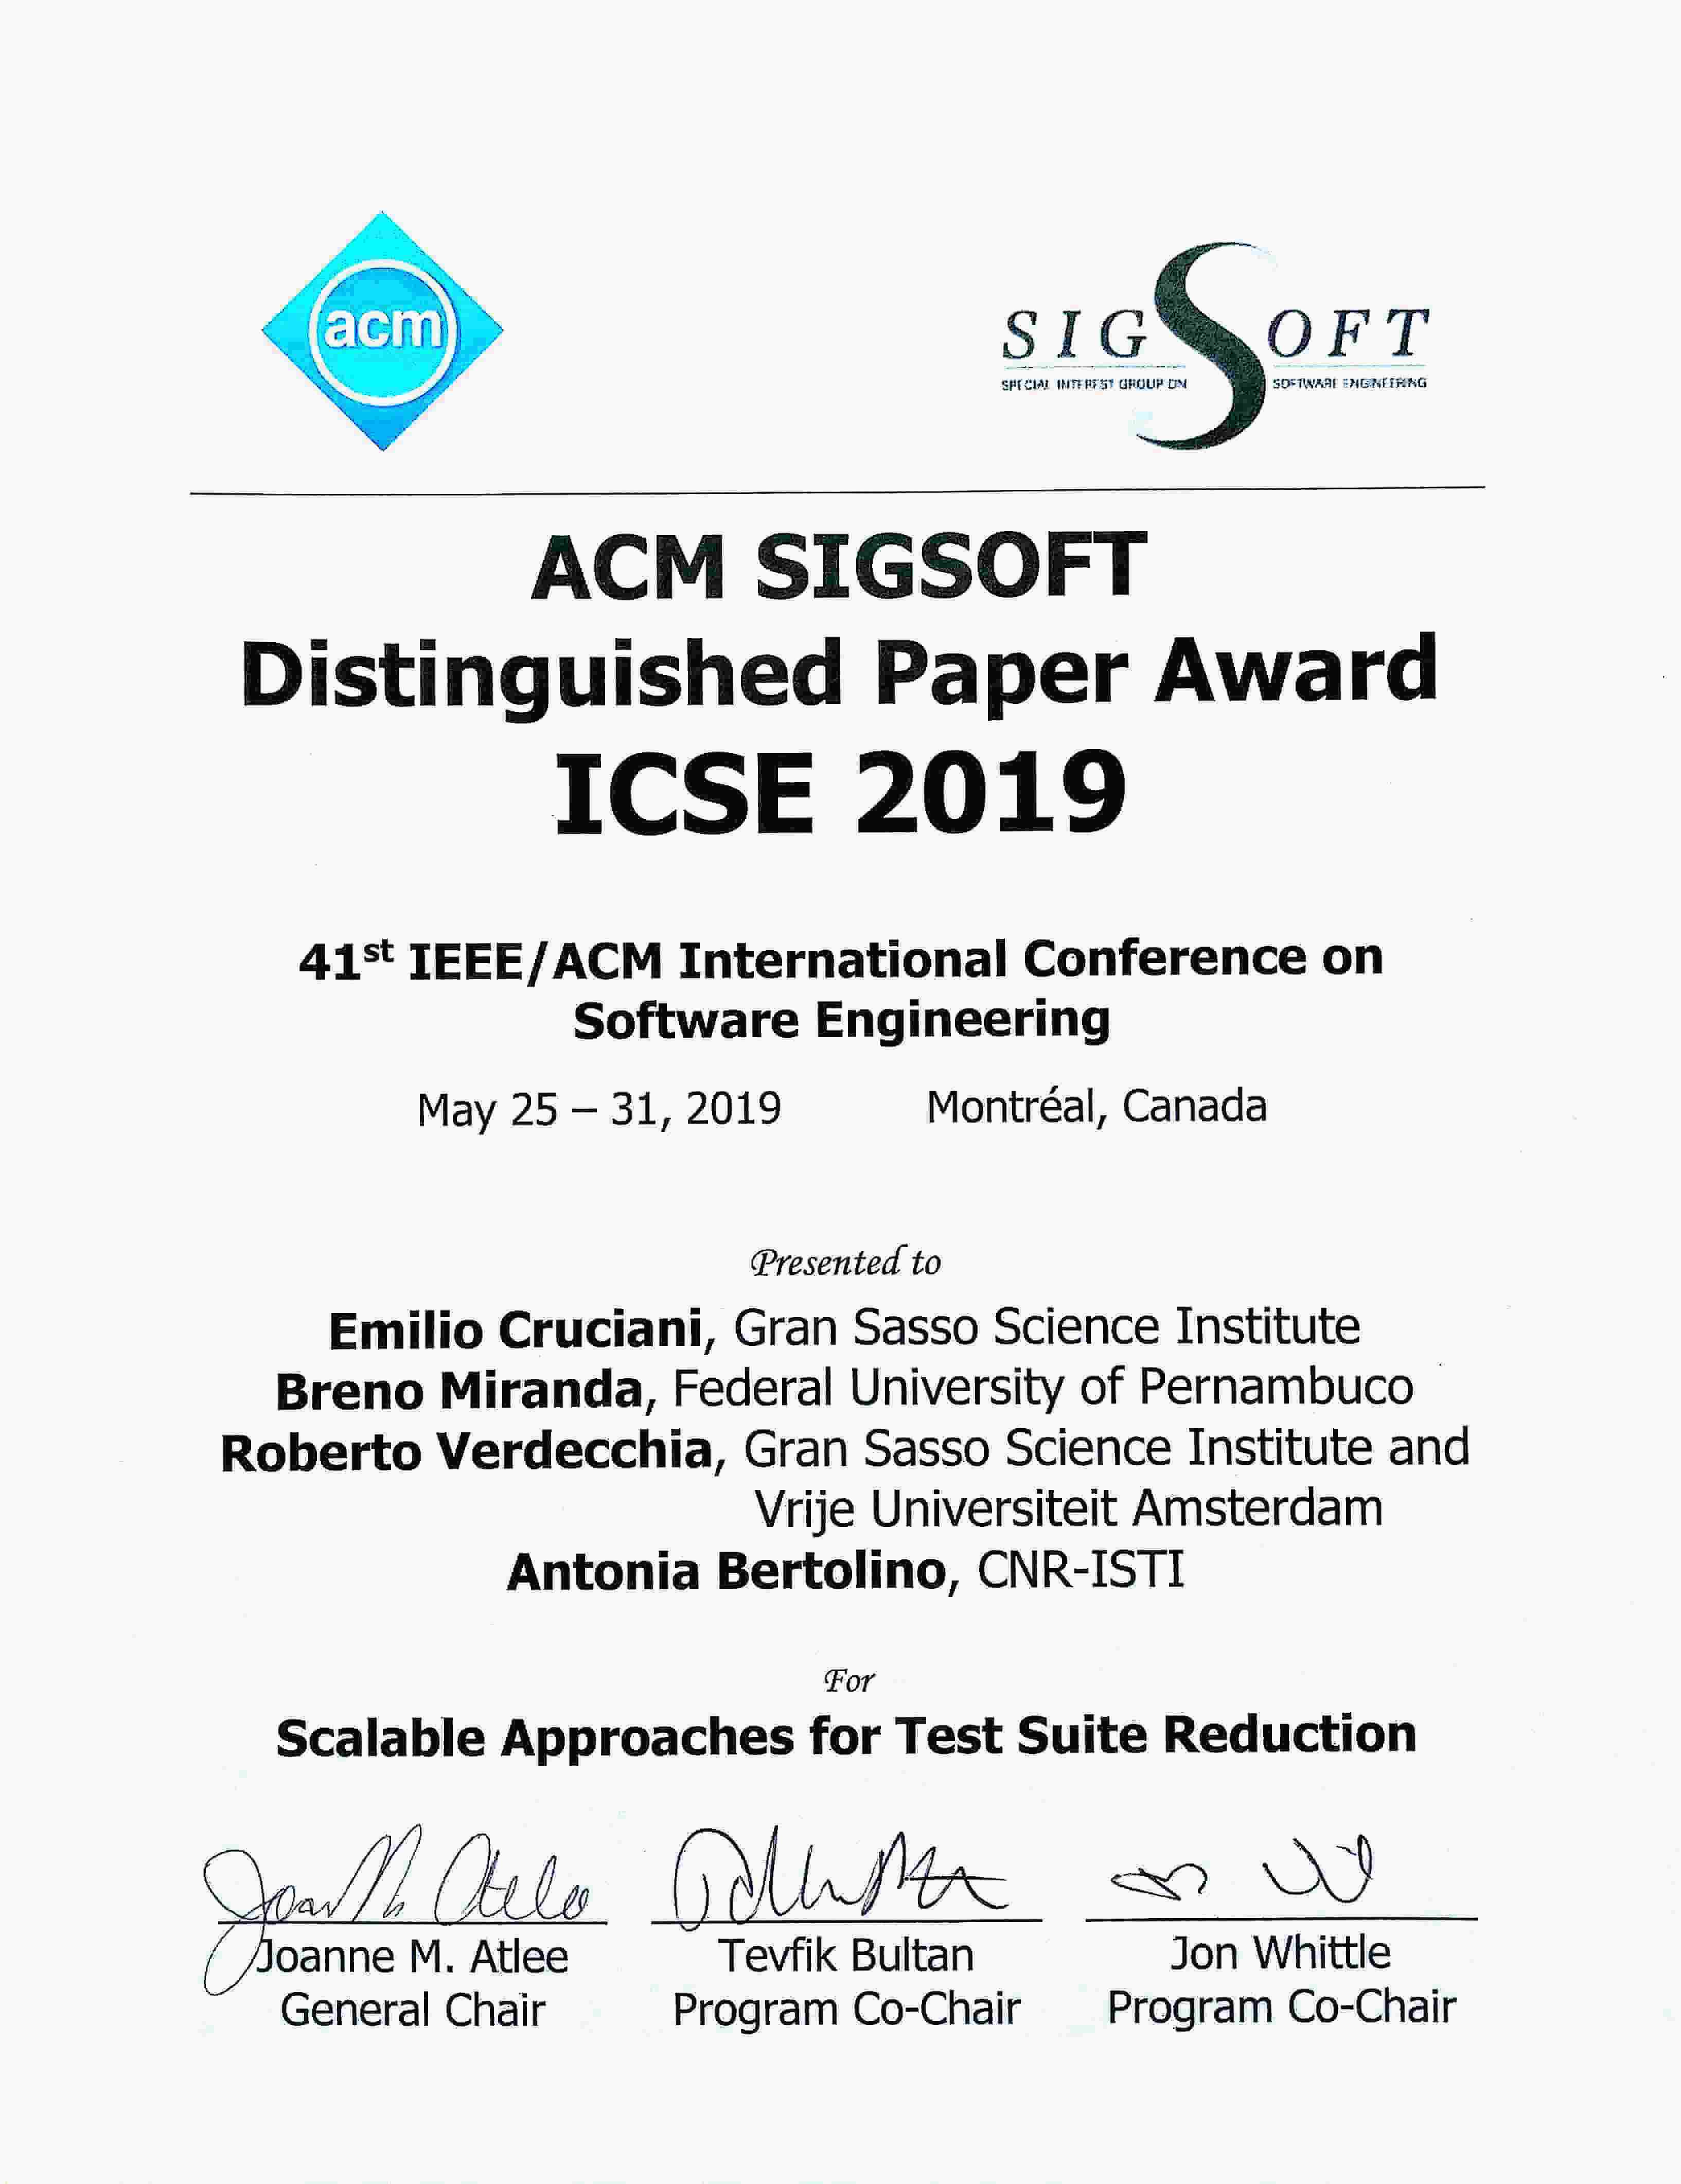 acm
SIGSOFT
SPECIAL INTEREST GROUP ON SOFTWARE ENGINEERING
ACM SIGSOFT
Distinguished Paper Award
ICSE 2019
41st IEEE/ACM International Conference on
Software Engineering
May 25 – 31, 2019 Montréal, Canada
Presented to
Emilio Cruciani, Gran Sasso Science Institute
Breno Miranda, Federal University of Pernambuco
Roberto Verdecchia, Gran Sasso Science Institute and
Vrije Universiteit Amsterdam
Antonia Bertolino, CNR-ISTI
For
Scalable Approaches for Test Suite Reduction
Joanne M. Atlee Tevfik Bultan Jon Whittle
General Chair Program Co-Chair Program Co-Chair